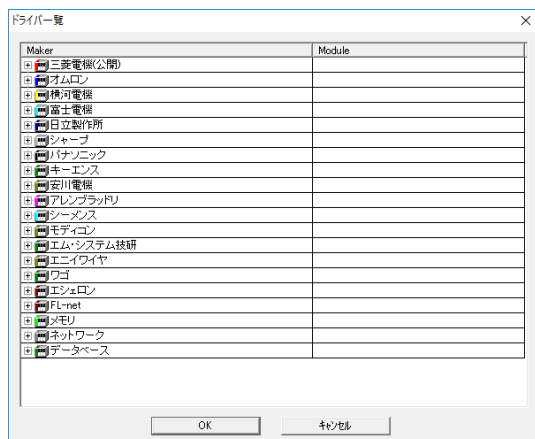 ドライバー覧
Maker Module
三菱電機(公開)
オムロン
横河電機
富士電機
日立製作所
シャープ
パナソニック
キーエンス
安川電機
アレンブラッドリ
シーメンス
モディコン
エム・システム技研
エニイワイヤ
ワゴ
エシェロン
FL-net
メモリ
ネットワーク
データベース
OK キャンセル